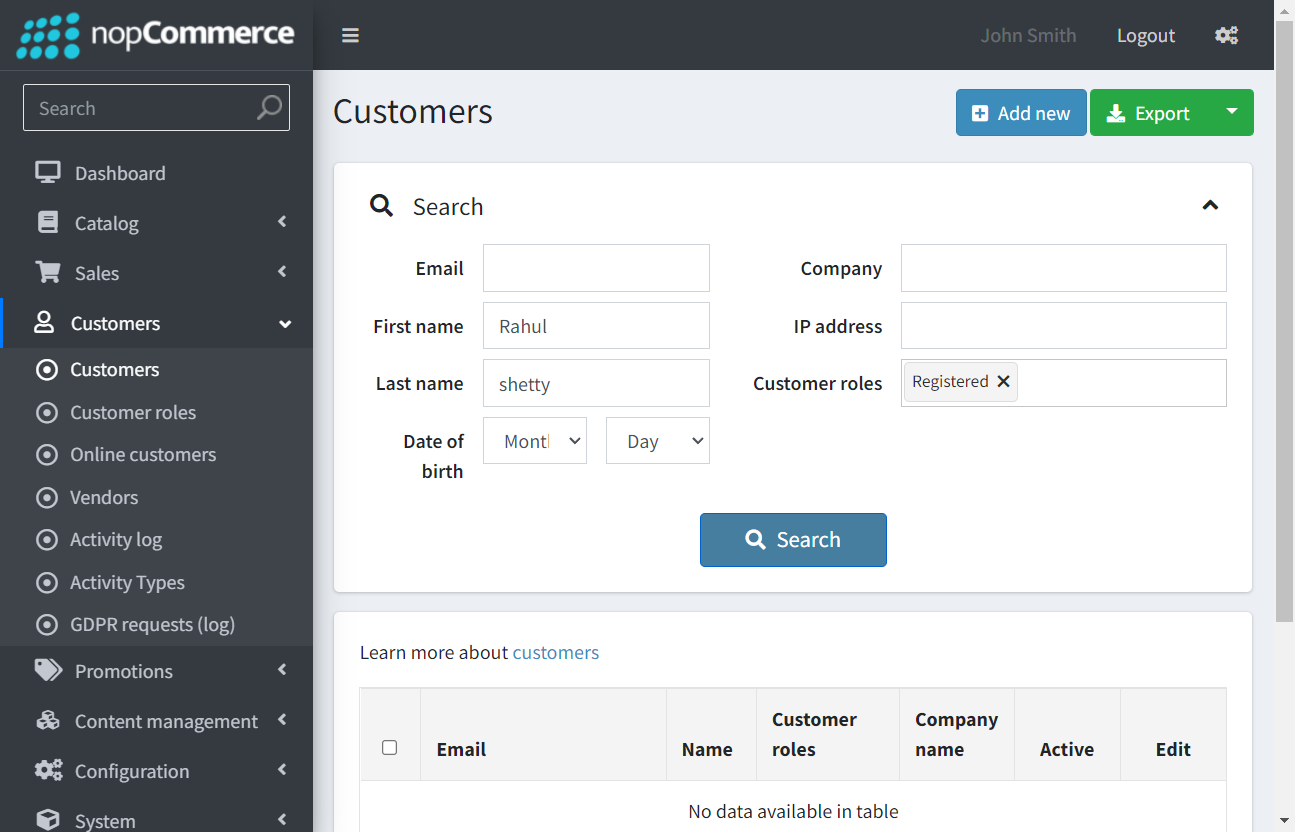 nopCommerce
John Smith
Logout
Search
Dashboard
Catalog
Sales
Customers
Customers
Customer roles
Online customers
Vendors
Activity log
Activity Types
GDPR requests (log)
Promotions
Content management
Configuration
System
Customers
Add new
Export
Search
Email
Company
First name
Rahul
IP address
Last name
shetty
Customer roles
Registered
Date of
birth
Month
Day
Search
Learn more about customers
Email
Name
Customer
roles
Company
name
Active
Edit
No data available in table